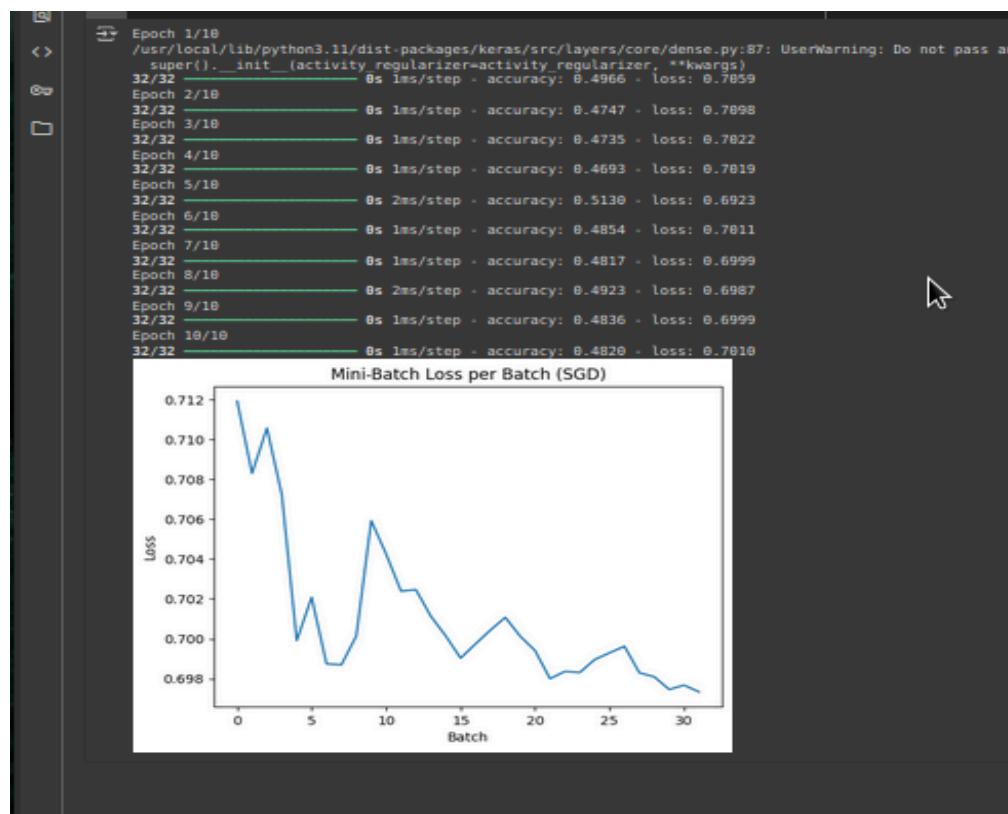 Epoch 1/10
/usr/local/lib/python3.11/dist-packages/keras/src/layers/core/dense.py:87: UserWarning: Do not pass an
super().__init__(activity_regularizer=activity_regularizer, **kwargs)
32/32 ━━━━━━━━━━━━━━━━━━━━ 0s 1ms/step - accuracy: 0.4966 - loss: 0.7059
Epoch 2/10
32/32 ━━━━━━━━━━━━━━━━━━━━ 0s 1ms/step - accuracy: 0.4747 - loss: 0.7098
Epoch 3/10
32/32 ━━━━━━━━━━━━━━━━━━━━ 0s 1ms/step - accuracy: 0.4735 - loss: 0.7022
Epoch 4/10
32/32 ━━━━━━━━━━━━━━━━━━━━ 0s 1ms/step - accuracy: 0.4693 - loss: 0.7019
Epoch 5/10
32/32 ━━━━━━━━━━━━━━━━━━━━ 0s 2ms/step - accuracy: 0.5130 - loss: 0.6923
Epoch 6/10
32/32 ━━━━━━━━━━━━━━━━━━━━ 0s 1ms/step - accuracy: 0.4854 - loss: 0.7011
Epoch 7/10
32/32 ━━━━━━━━━━━━━━━━━━━━ 0s 1ms/step - accuracy: 0.4817 - loss: 0.6999
Epoch 8/10
32/32 ━━━━━━━━━━━━━━━━━━━━ 0s 2ms/step - accuracy: 0.4923 - loss: 0.6987
Epoch 9/10
32/32 ━━━━━━━━━━━━━━━━━━━━ 0s 1ms/step - accuracy: 0.4836 - loss: 0.6999
Epoch 10/10
32/32 ━━━━━━━━━━━━━━━━━━━━ 0s 1ms/step - accuracy: 0.4820 - loss: 0.7010
Mini-Batch Loss per Batch (SGD)
0.712
0.710
0.708
0.706
0.704
0.702
0.700
0.698
Loss
0 5 10 15 20 25 30
Batch